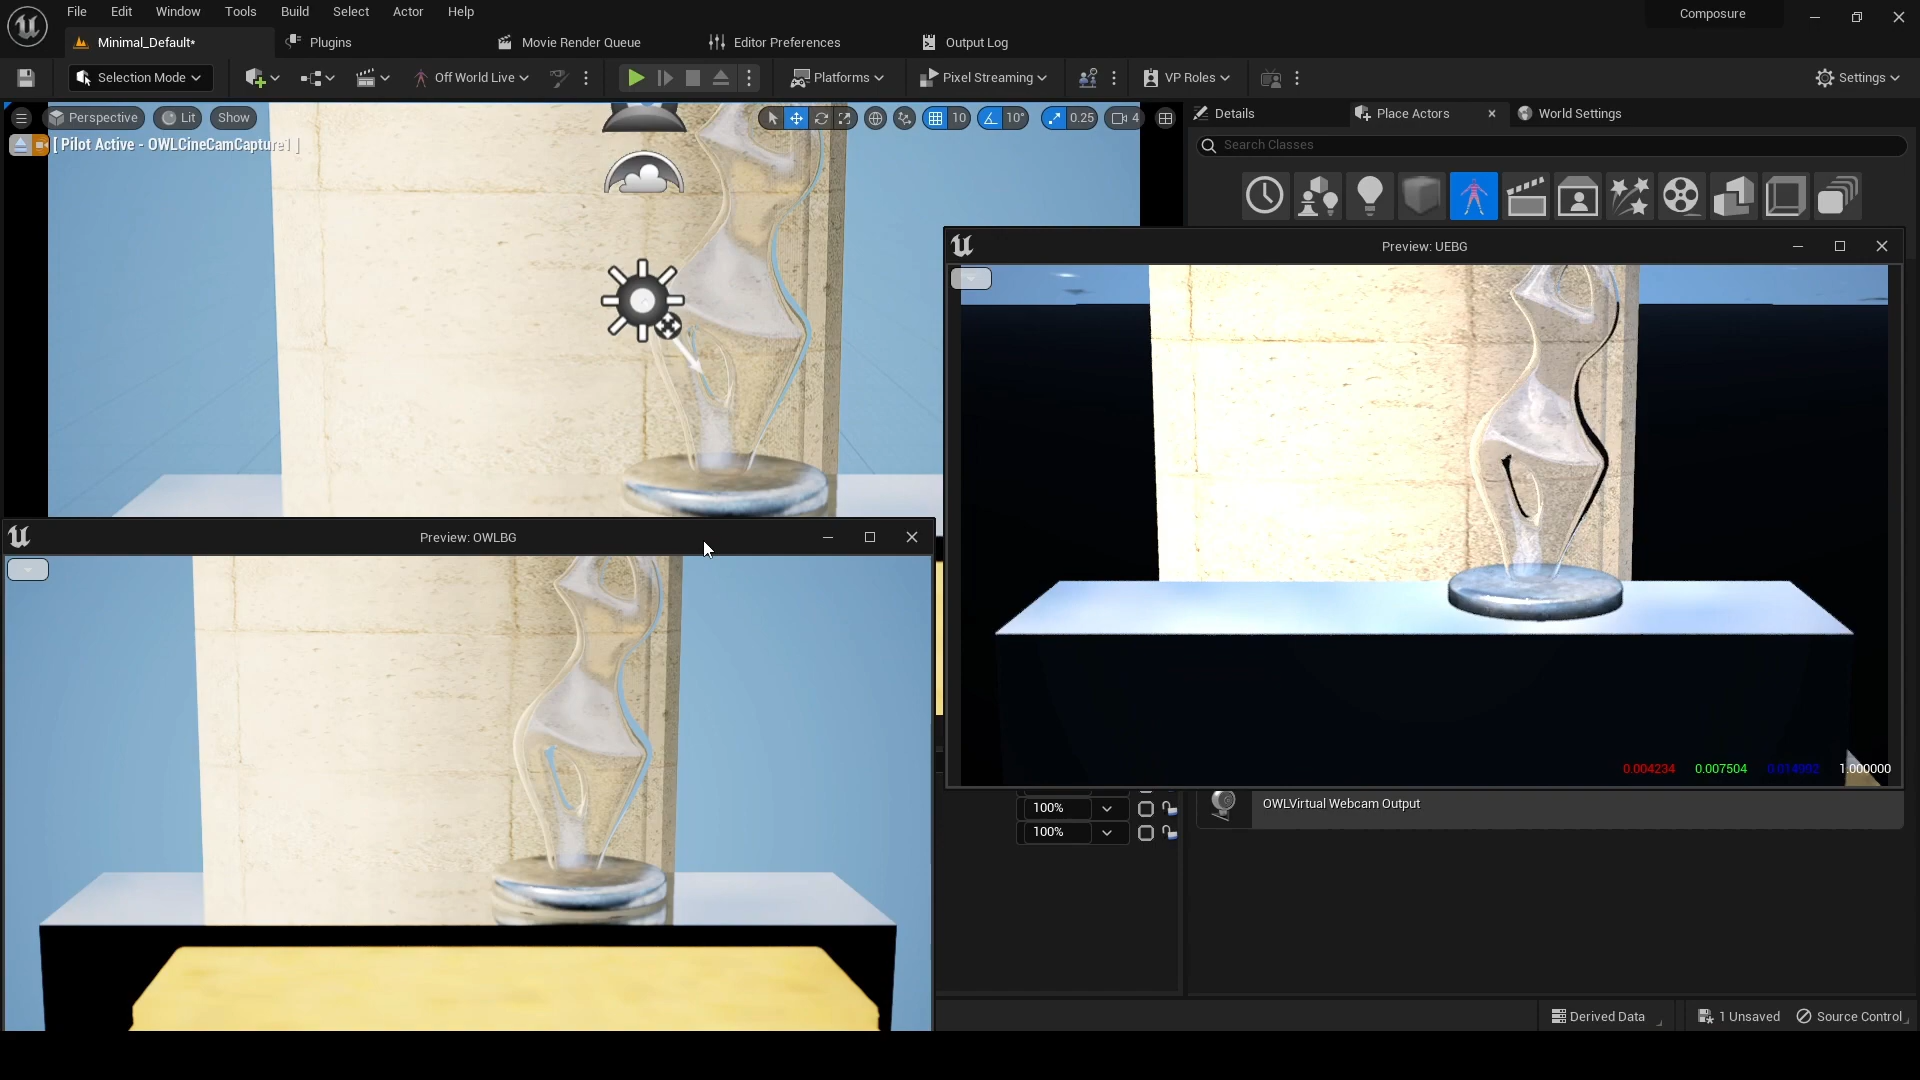 File Edit Window Tools Build Select Actor Help
Composure
Minimal_Default*
Plugins
Movie Render Queue
Editor Preferences
Output Log
Selection Mode
Off World Live
Platforms
Pixel Streaming
VP Roles
Settings
Perspective
Lit
Show
10
10°
0.25
4
Details
Place Actors
World Settings
[ Pilot Active - OWLCineCamCapture1 ]
Search Classes
Preview: UEBG
0.004234 0.007504 0.014992 1.000000
Preview: OWLBG
100%
100%
OWLVirtual Webcam Output
Derived Data
1 Unsaved
Source Control